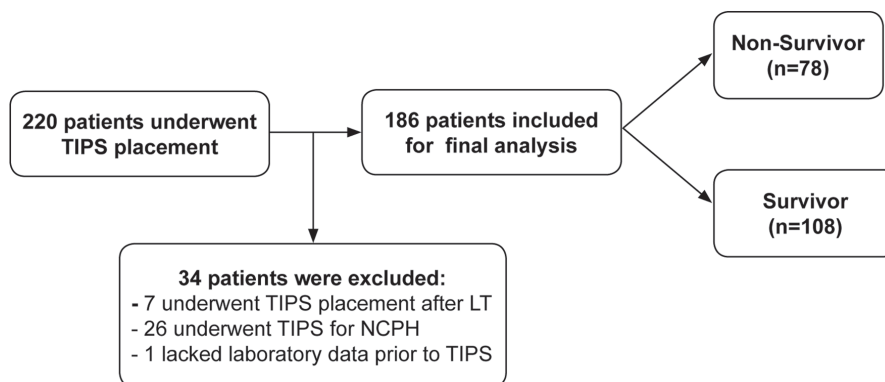 220 patients underwent
TIPS placement
186 patients included
for final analysis
Non-Survivor
(n=78)
Survivor
(n=108)
34 patients were excluded:
- 7 underwent TIPS placement after LT
- 26 underwent TIPS for NCPH
- 1 lacked laboratory data prior to TIPS